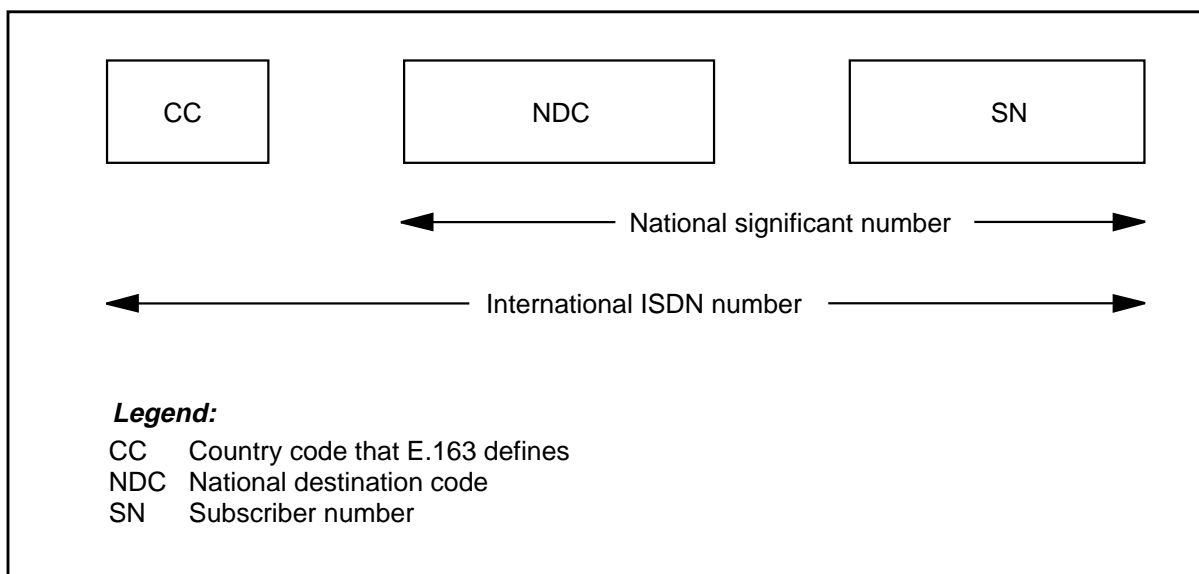 CC NDC SN
National significant number
International ISDN number
Legend:
CC Country code that E.163 defines
NDC National destination code
SN Subscriber number